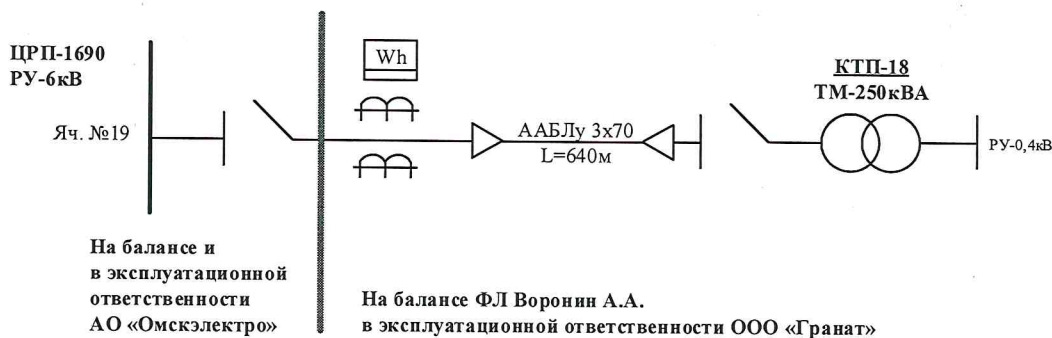 ЦРП-1690
РУ-6кВ
Яч. №19
Wh
ААБЛу 3х70
L=640м
КТП-18
ТМ-250кВА
РУ-0,4кВ
На балансе и
в эксплуатационной
ответственности
АО «Омскэлектро»
На балансе ФЛ Воронин А.А.
в эксплуатационной ответственности ООО «Гранат»